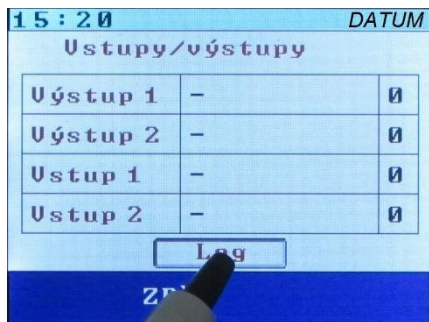 15:20 DATUM
Vstupy/výstupy
Výstup 1 - 0
Výstup 2 - 0
Vstup 1 - 0
Vstup 2 - 0
Log